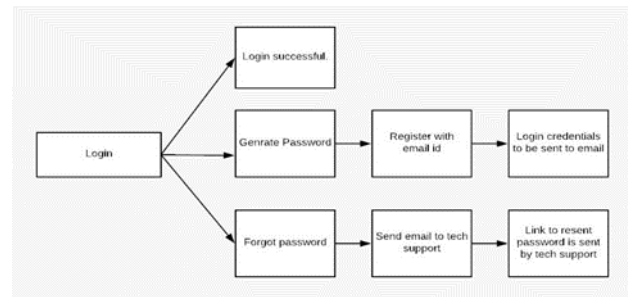 Login successful.
Login
Genrate Password
Register with
email id
Login credentials
to be sent to email
Forgot password
Send email to tech
support
Link to resent
password is sent
by tech support